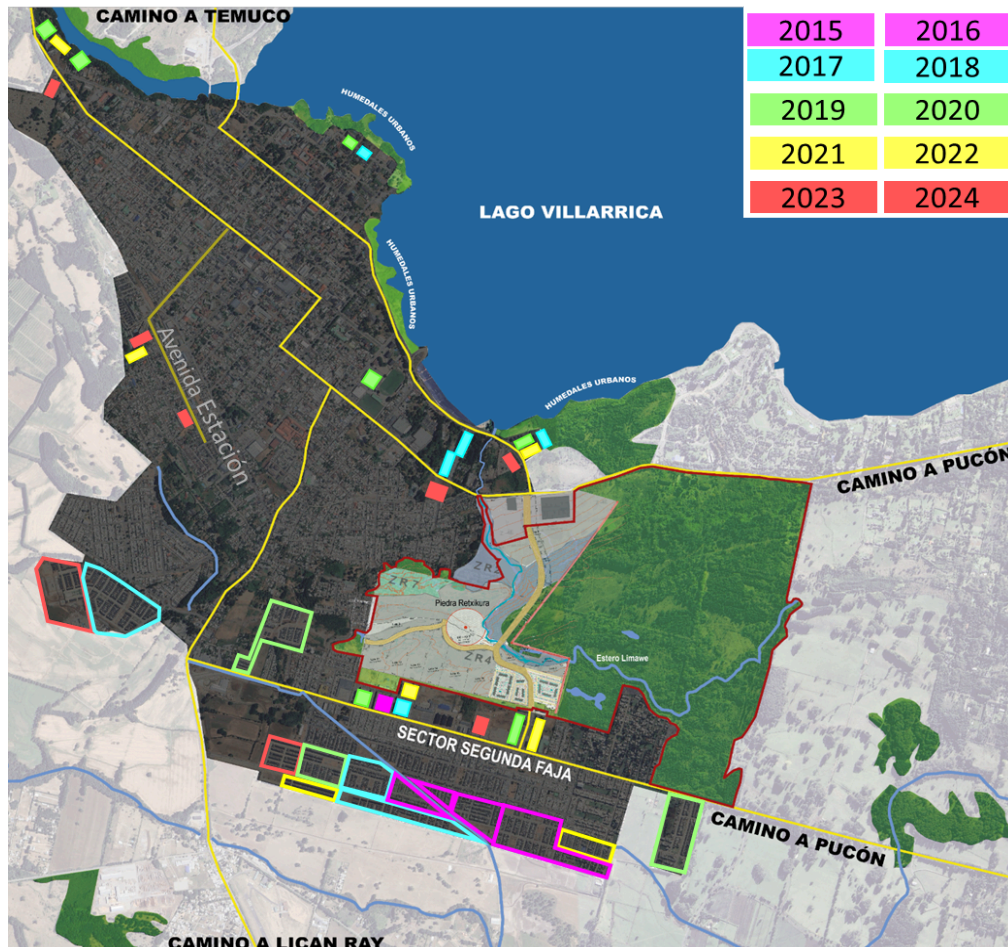 CAMINO A TEMUCO
2015 2016
2017 2018
2019 2020
2021 2022
2023 2024
HUMEDALES URBANOS
LAGO VILLARRICA
HUMEDALES URBANOS
Avenida Estación
HUMEDALES URBANOS
CAMINO A PUCÓN
ZR2
ZR7
Piedra Retxikura
ZR4
Estero Limawe
SECTOR SEGUNDA FAJA
CAMINO A PUCÓN
CAMINO A LICAN RAY